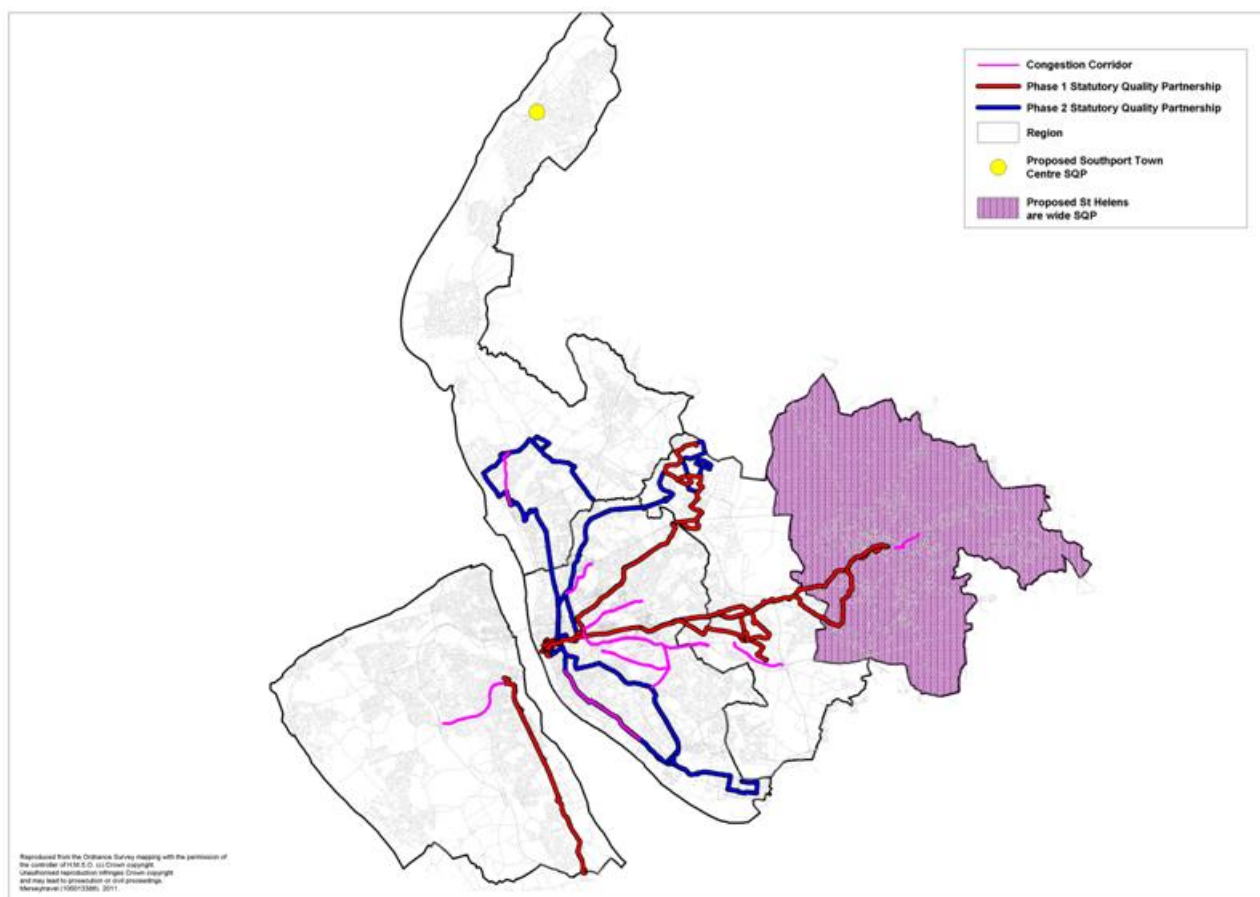 Congestion Corridor
Phase 1 Statutory Quality Partnership
Phase 2 Statutory Quality Partnership
Region
Proposed Southport Town
Centre SQP
Proposed St Helens
are wide SQP
Reproduced from the Ordnance Survey mapping with the permission of
the controller of H.M.S.O. (c) Crown copyright.
Unauthorised reproduction infringes Crown copyright
and may lead to prosecution or civil proceedings.
Merseytravel (100013386). 2011.